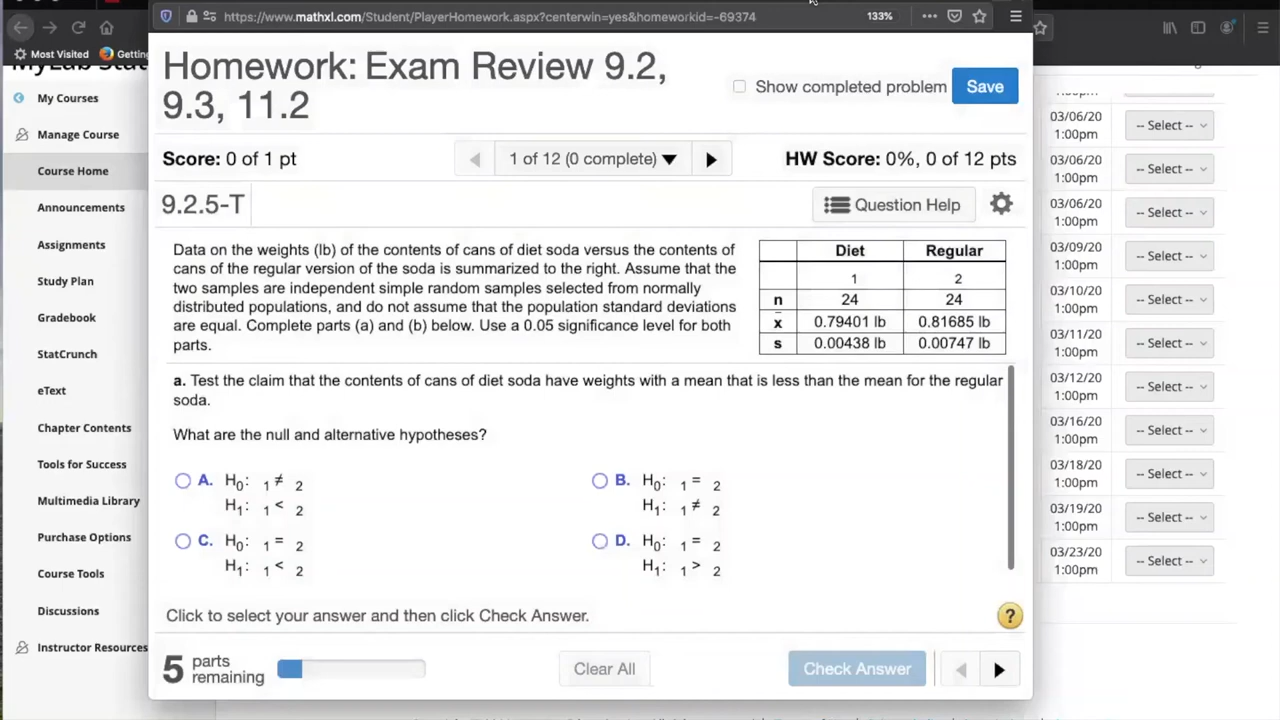 https://www.mathxl.com/Student/PlayerHomework.aspx?centerwin=yes&homeworkid=-69374
133%
Most Visited
Getting
My Courses
Manage Course
Course Home
Announcements
Assignments
Study Plan
Gradebook
StatCrunch
eText
Chapter Contents
Tools for Success
Multimedia Library
Purchase Options
Course Tools
Discussions
Instructor Resources
Homework: Exam Review 9.2,
9.3, 11.2
Show completed problem
Save
Score: 0 of 1 pt
1 of 12 (0 complete)
HW Score: 0%, 0 of 12 pts
9.2.5-T
Question Help
Data on the weights (lb) of the contents of cans of diet soda versus the contents of
cans of the regular version of the soda is summarized to the right. Assume that the
two samples are independent simple random samples selected from normally
distributed populations, and do not assume that the population standard deviations
are equal. Complete parts (a) and (b) below. Use a 0.05 significance level for both
parts.
Diet Regular
1 2
n 24 24
x̄ 0.79401 lb 0.81685 lb
s 0.00438 lb 0.00747 lb
a. Test the claim that the contents of cans of diet soda have weights with a mean that is less than the mean for the regular
soda.
What are the null and alternative hypotheses?
A. H₀: ₁ ≠ ₂
H₁: ₁ < ₂
B. H₀: ₁ = ₂
H₁: ₁ ≠ ₂
C. H₀: ₁ = ₂
H₁: ₁ < ₂
D. H₀: ₁ = ₂
H₁: ₁ > ₂
Click to select your answer and then click Check Answer.
?
5 parts
remaining
Clear All
Check Answer
03/06/20
1:00pm
-- Select --
03/06/20
1:00pm
-- Select --
03/06/20
1:00pm
-- Select --
03/09/20
1:00pm
-- Select --
03/10/20
1:00pm
-- Select --
03/11/20
1:00pm
-- Select --
03/12/20
1:00pm
-- Select --
03/16/20
1:00pm
-- Select --
03/18/20
1:00pm
-- Select --
03/19/20
1:00pm
-- Select --
03/23/20
1:00pm
-- Select --